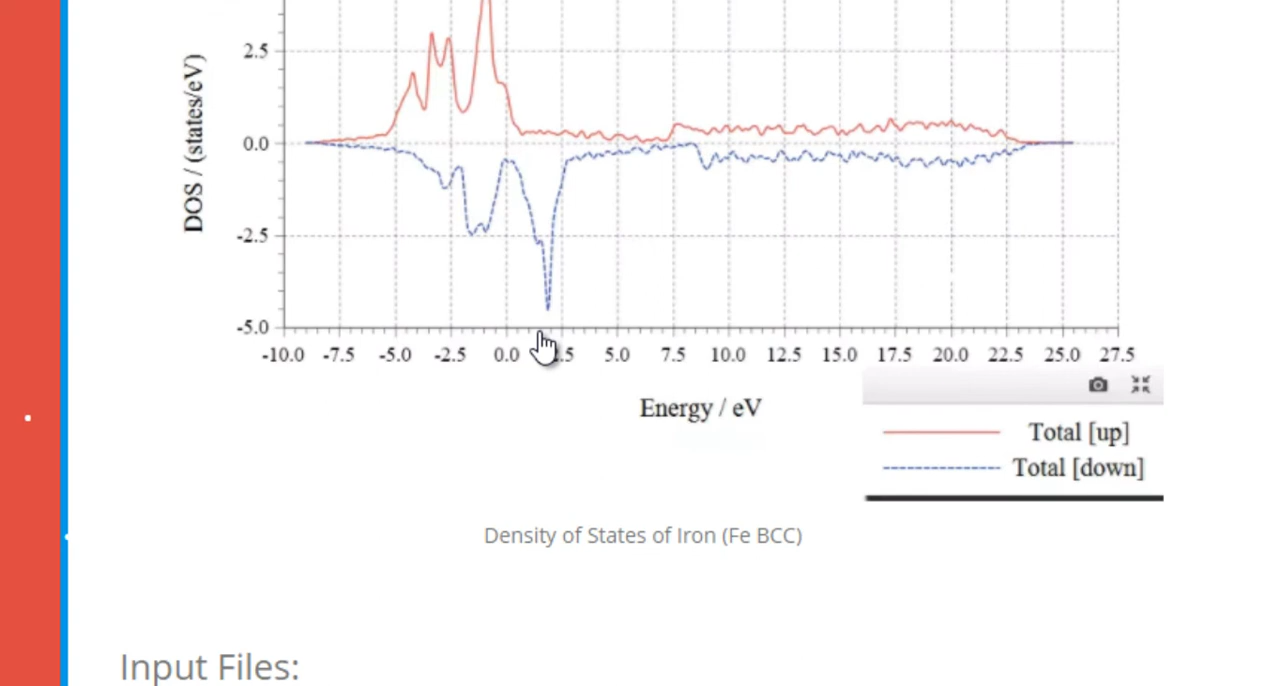 2.5
0.0
-2.5
-5.0
DOS / (states/eV)
-10.0 -7.5 -5.0 -2.5 0.0 5.0 7.5 10.0 12.5 15.0 17.5 20.0 22.5 25.0 27.5
Energy / eV
Total [up]
Total [down]
Density of States of Iron (Fe BCC)
Input Files: